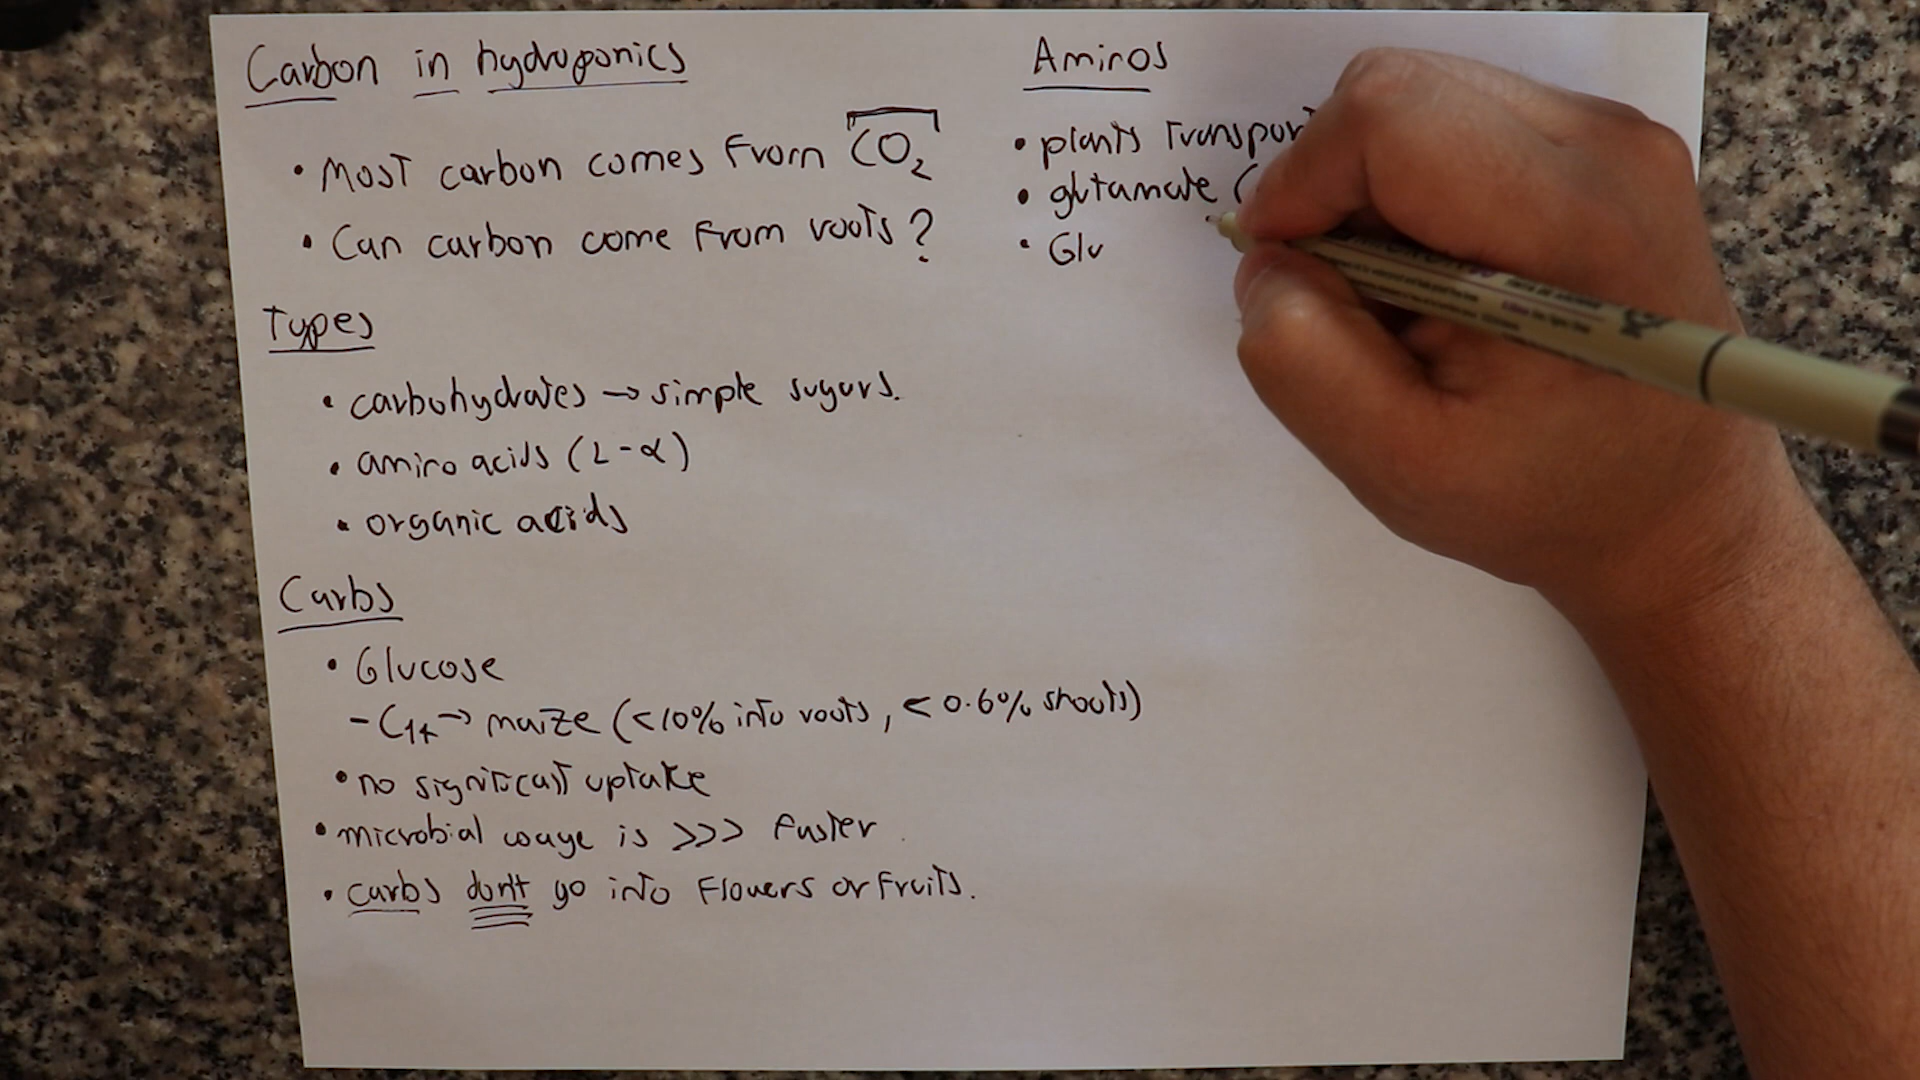 Carbon in hydroponics
• Most carbon comes from CO2
• Can carbon come from roots?
Types
• carbohydrates → simple sugars.
• amino acids (L-α)
• organic acids
Carbs
• Glucose
- C14 → maize (<10% into roots, < 0.6% shoots)
• no significant uptake
• microbial usage is >>> faster
• carbs don't go into flowers or fruits.
Aminos
• plants transport
• glutamate (
• Glu